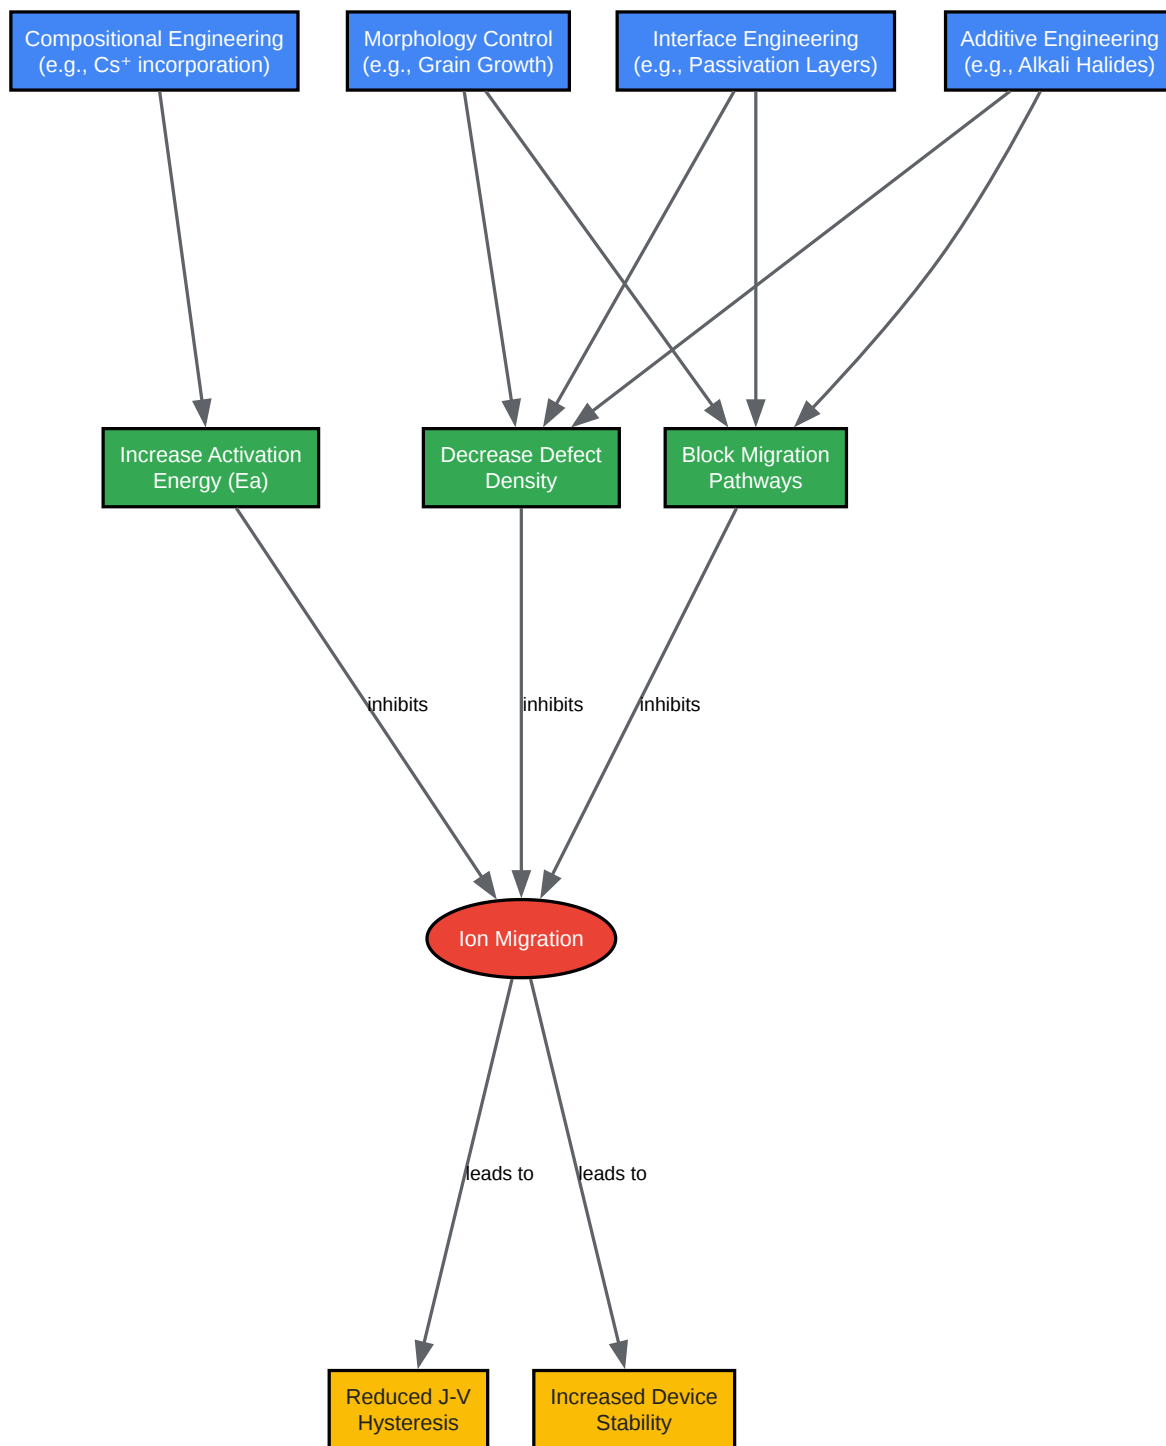 Compositional Engineering
(e.g., Cs⁺ incorporation)
Morphology Control
(e.g., Grain Growth)
Interface Engineering
(e.g., Passivation Layers)
Additive Engineering
(e.g., Alkali Halides)
Increase Activation
Energy (Ea)
Decrease Defect
Density
Block Migration
Pathways
inhibits
inhibits
inhibits
Ion Migration
leads to
leads to
Reduced J-V
Hysteresis
Increased Device
Stability